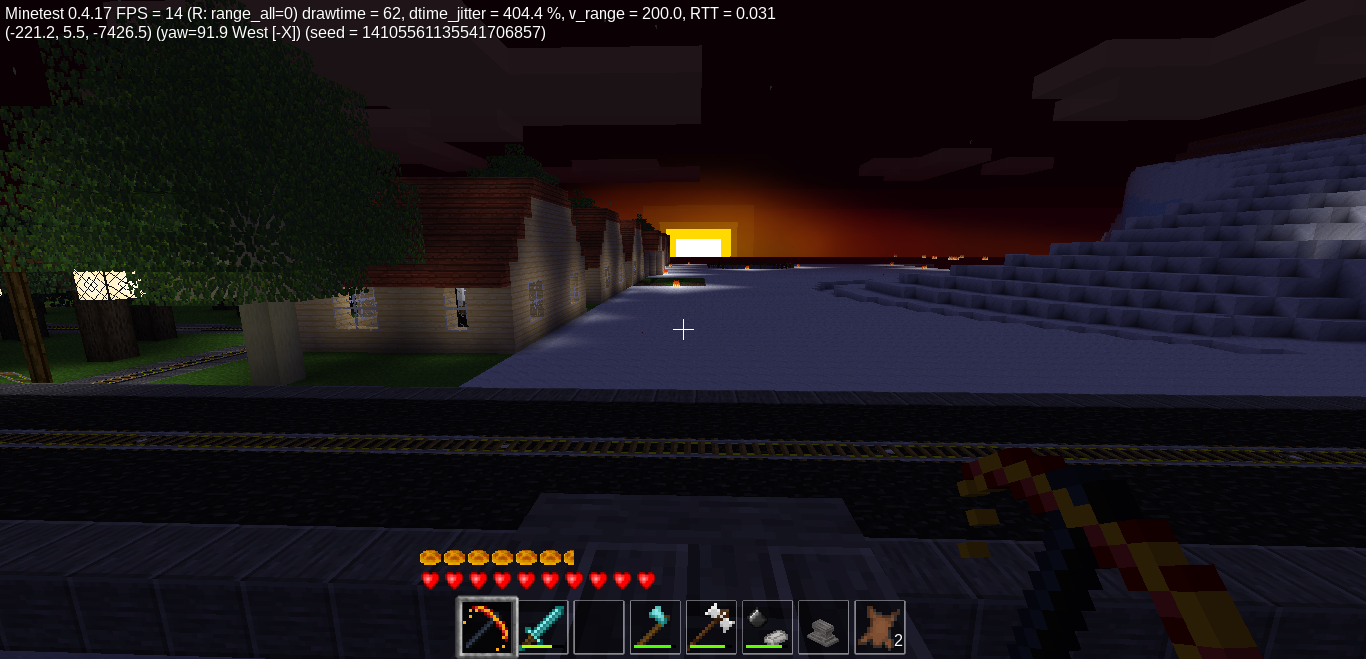 Minetest 0.4.17 FPS = 14 (R: range_all=0) drawtime = 62, dtime_jitter = 404.4 %, v_range = 200.0, RTT = 0.031
(-221.2, 5.5, -7426.5) (yaw=91.9 West [-X]) (seed = 14105561135541706857)
2